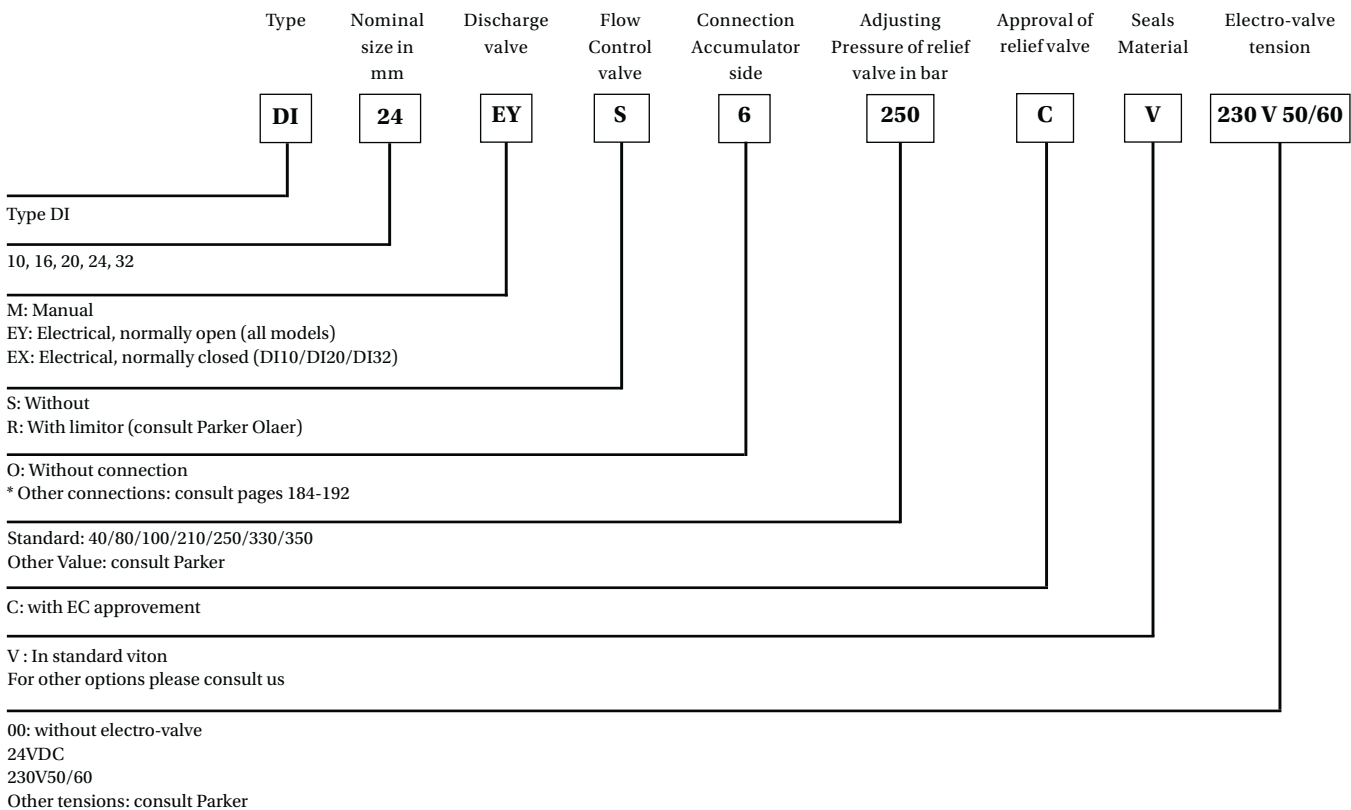 Type
Nominal
size in
mm
Discharge
valve
Flow
Control
valve
Connection
Accumulator
side
Adjusting
Pressure of relief
valve in bar
Approval of
relief valve
Seals
Material
Electro-valve
tension
DI
24
EY
S
6
250
C
V
230 V 50/60
Type DI
10, 16, 20, 24, 32
M: Manual
EY: Electrical, normally open (all models)
EX: Electrical, normally closed (DI10/DI20/DI32)
S: Without
R: With limitor (consult Parker Olaer)
O: Without connection
* Other connections: consult pages 184-192
Standard: 40/80/100/210/250/330/350
Other Value: consult Parker
C: with EC approvement
V : In standard viton
For other options please consult us
00: without electro-valve
24VDC
230V50/60
Other tensions: consult Parker